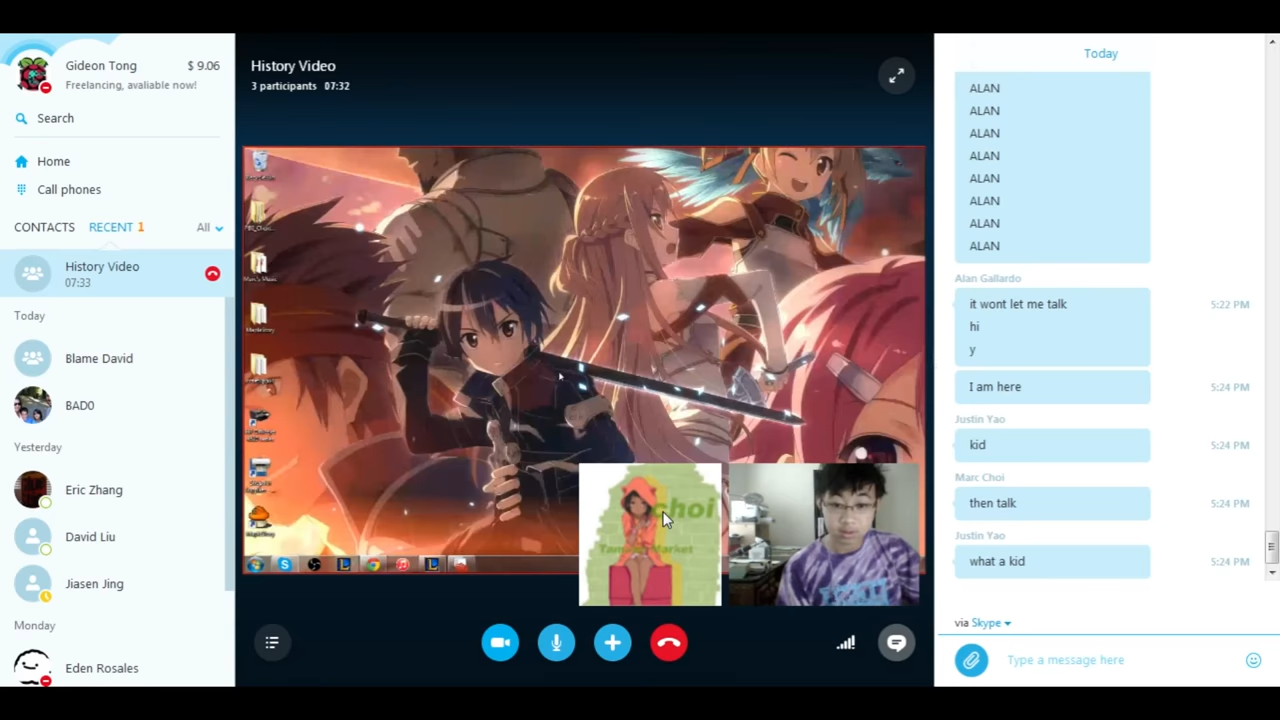 Gideon Tong
$ 9.06
Freelancing, avaliable now!
Search
Home
Call phones
CONTACTS
RECENT 1
All
History Video
07:33
Today
Blame David
BAD0
Yesterday
Eric Zhang
David Liu
Jiasen Jing
Monday
Eden Rosales
History Video
3 participants 07:32
choi
Market
Today
ALAN
ALAN
ALAN
ALAN
ALAN
ALAN
ALAN
ALAN
Alan Gallardo
it wont let me talk
5:22 PM
hi
y
I am here
5:24 PM
Justin Yao
kid
5:24 PM
Marc Choi
then talk
5:24 PM
Justin Yao
what a kid
5:24 PM
via Skype
Type a message here